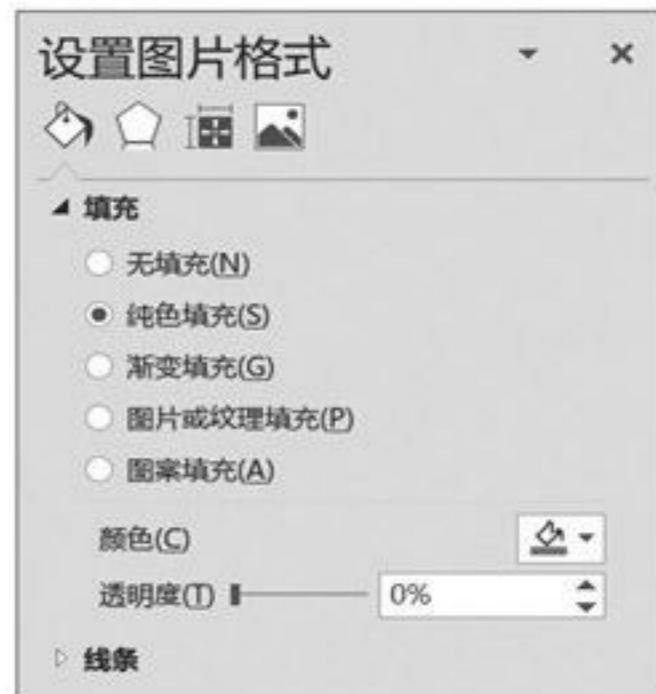 设置图片格式
填充
无填充(N)
纯色填充(S)
渐变填充(G)
图片或纹理填充(P)
图案填充(A)
颜色(C)
透明度(T) 0%
线条